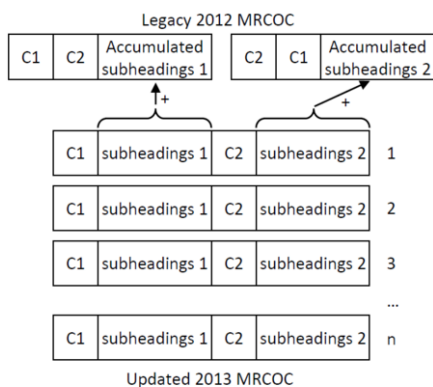 Legacy 2012 MRCOC
C1 C2 Accumulated subheadings 1
C2 C1 Accumulated subheadings 2
+ +
C1 subheadings 1 C2 subheadings 2 1
C1 subheadings 1 C2 subheadings 2 2
C1 subheadings 1 C2 subheadings 2 3
...
C1 subheadings 1 C2 subheadings 2 n
Updated 2013 MRCOC